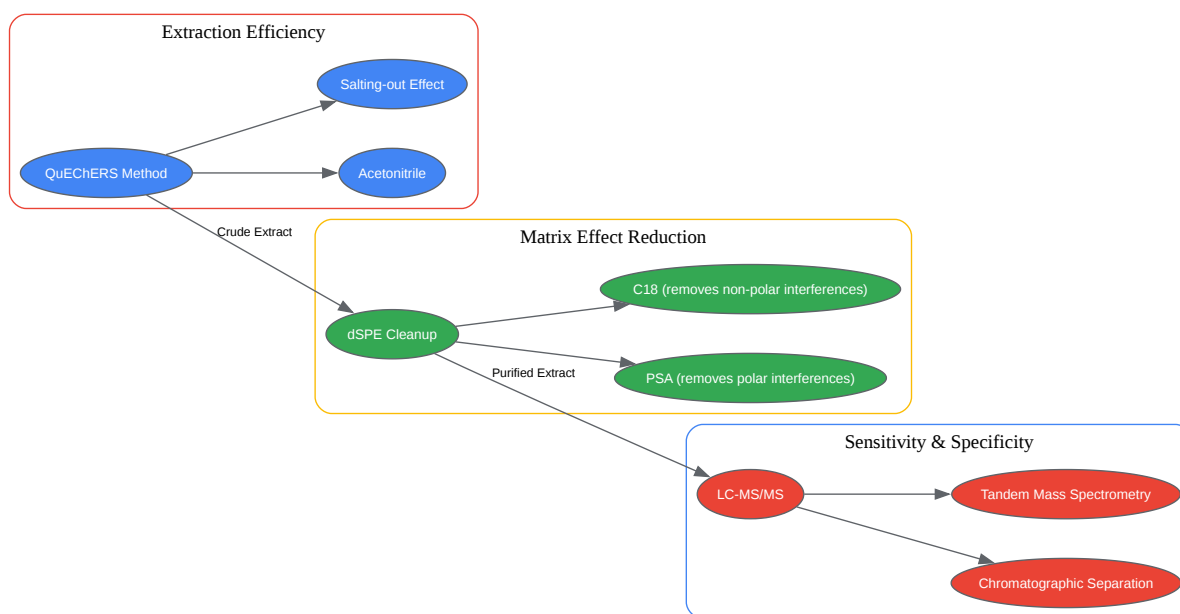 Extraction Efficiency
Salting-out Effect
QuEChERS Method
Acetonitrile
Crude Extract
Matrix Effect Reduction
C18 (removes non-polar interferences)
dSPE Cleanup
PSA (removes polar interferences)
Purified Extract
Sensitivity & Specificity
LC-MS/MS
Tandem Mass Spectrometry
Chromatographic Separation